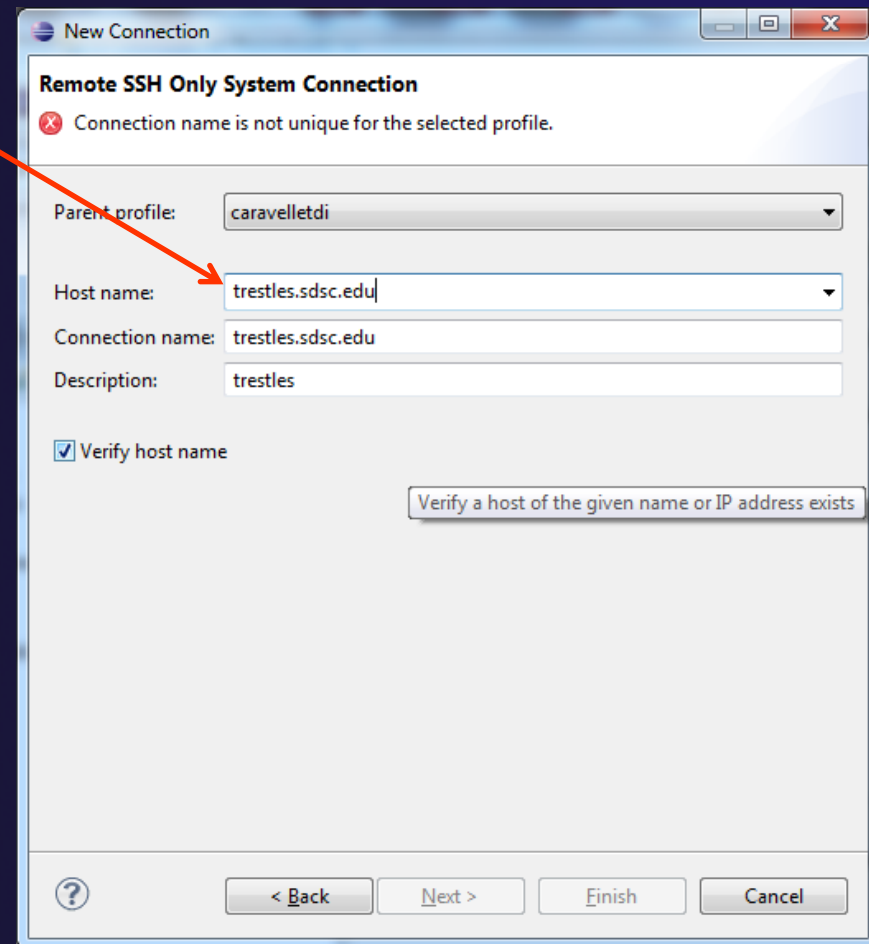 New Connection
Remote SSH Only System Connection
Connection name is not unique for the selected profile.
Parent profile: caravelletdi
Host name: trestles.sdsc.edu
Connection name: trestles.sdsc.edu
Description: trestles
Verify host name
Verify a host of the given name or IP address exists
? < Back Next > Finish Cancel